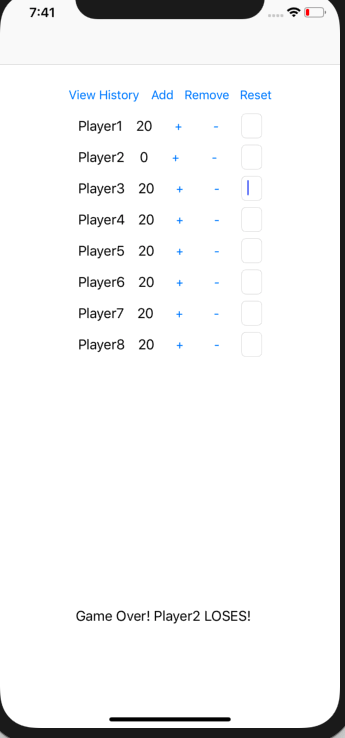 7:41
View History Add Remove Reset
Player1 20 + -
Player2 0 + -
Player3 20 + -
Player4 20 + -
Player5 20 + -
Player6 20 + -
Player7 20 + -
Player8 20 + -
Game Over! Player2 LOSES!